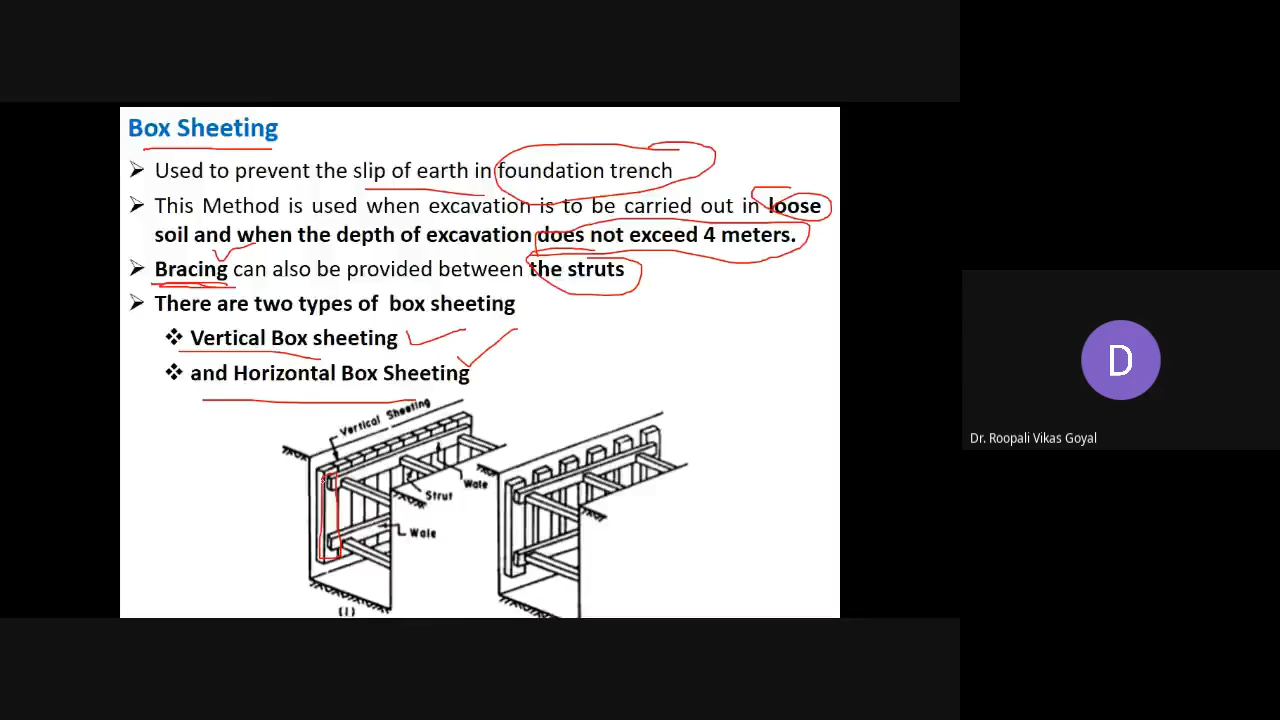 Box Sheeting
➢ Used to prevent the slip of earth in foundation trench
➢ This Method is used when excavation is to be carried out in loose
soil and when the depth of excavation does not exceed 4 meters.
➢ Bracing can also be provided between the struts
➢ There are two types of box sheeting
❖ Vertical Box sheeting
❖ and Horizontal Box Sheeting
Vertical Sheeting
Wale
Strut
Wale
(I)
D
Dr. Roopali Vikas Goyal